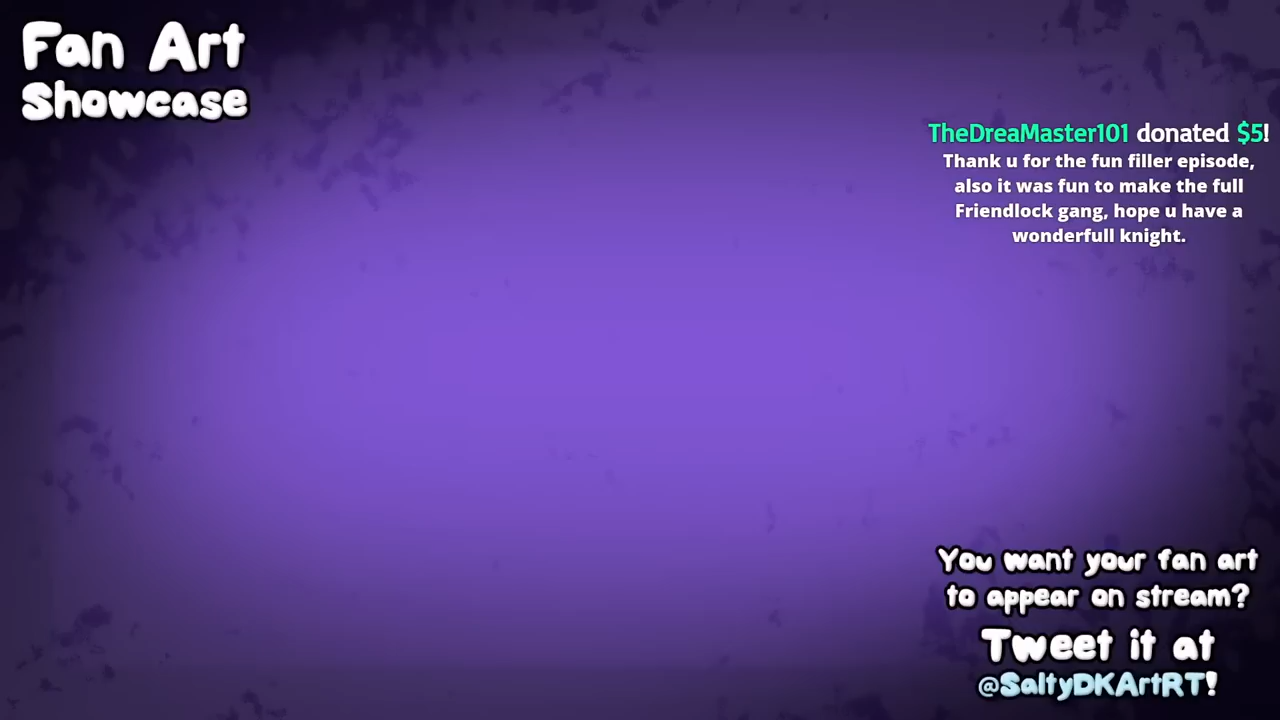 Fan Art
Showcase
TheDreaMaster101 donated $5!
Thank u for the fun filler episode,
also it was fun to make the full
Friendlock gang, hope u have a
wonderfull knight.
You want your fan art
to appear on stream?
Tweet it at
@SaltyDKArtRT!